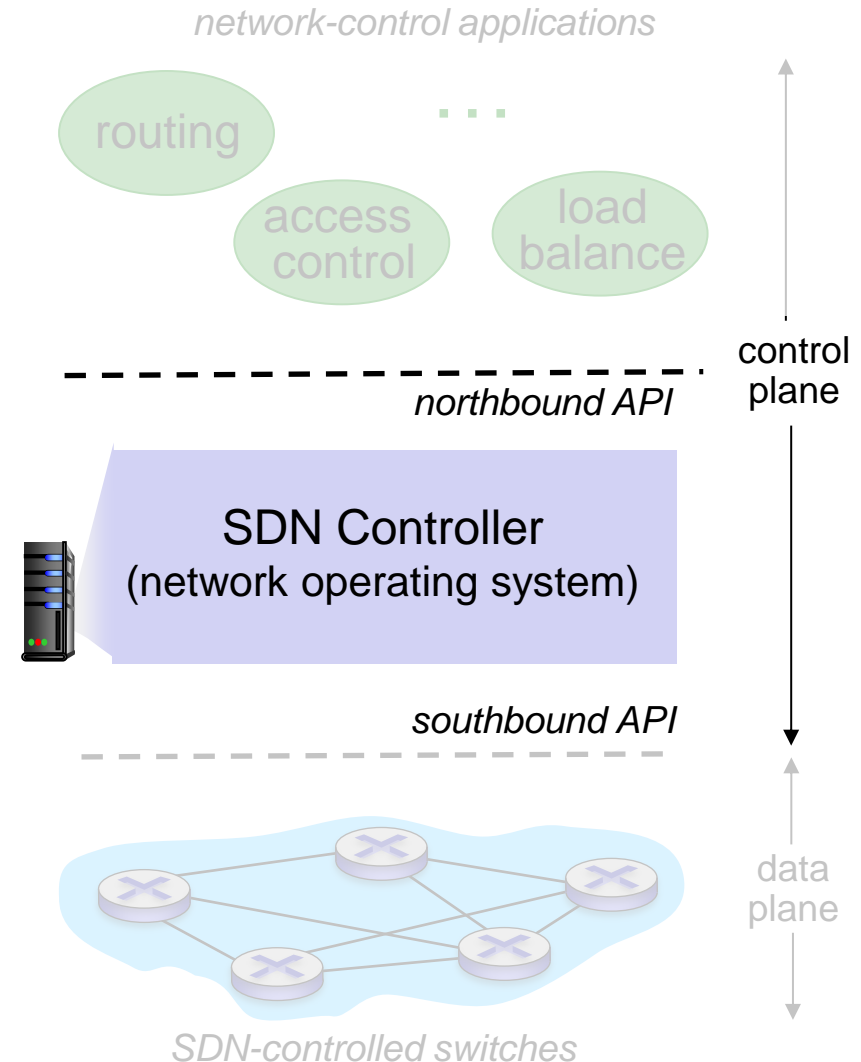 network-control applications
routing
. . .
access
control
load
balance
control
plane
northbound API
SDN Controller
(network operating system)
southbound API
data
plane
SDN-controlled switches